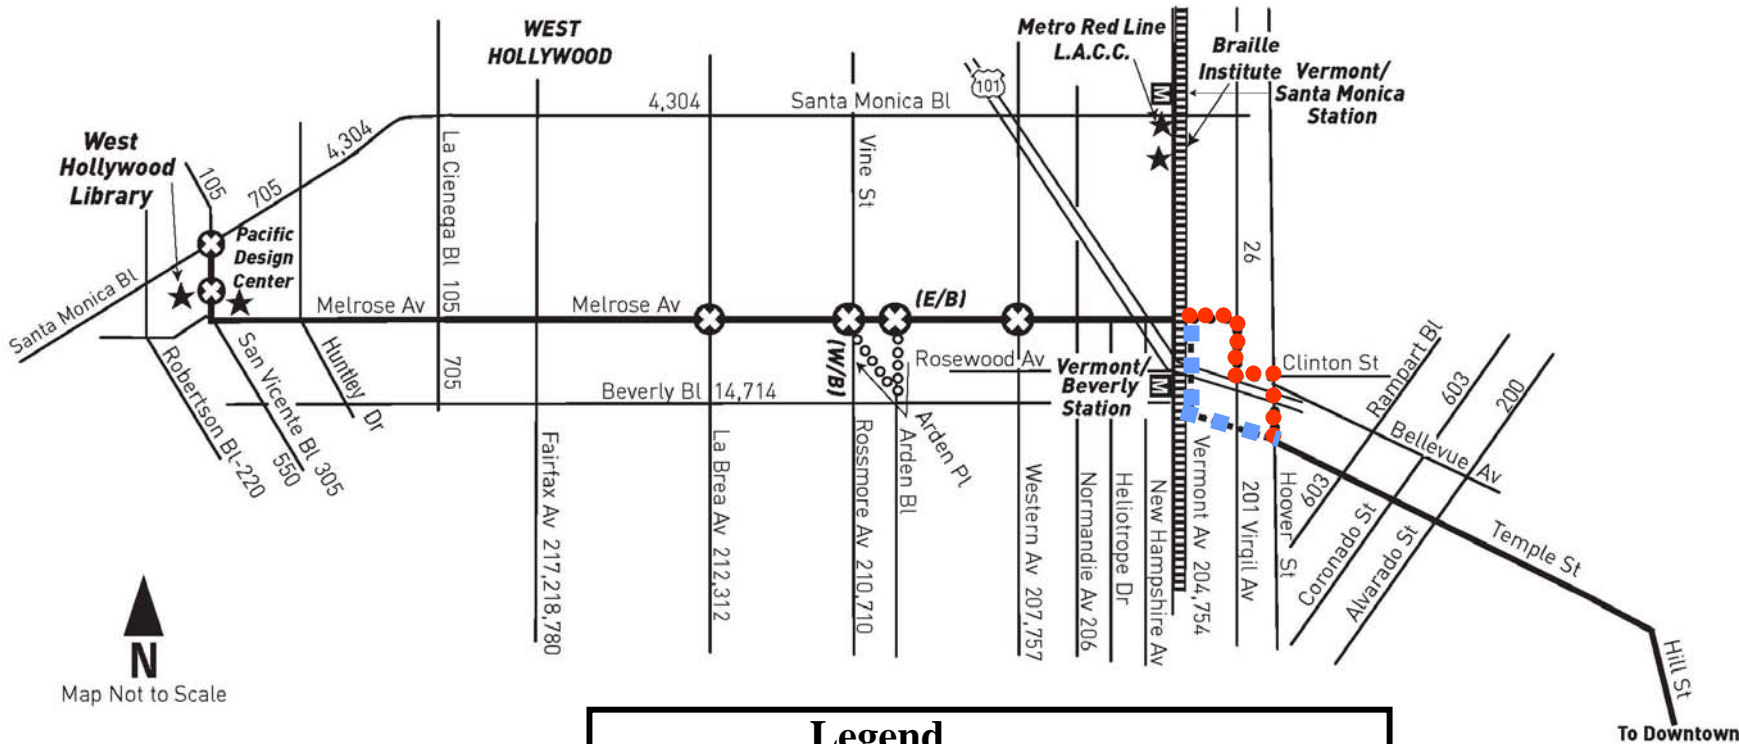 WEST
HOLLYWOOD
Metro Red Line
L.A.C.C.
Braille
Institute
Vermont/
Santa Monica
Station
101
M
4,304
Santa Monica Bl
West
Hollywood
Library
105
705
4,304
La Cienega Bl 105
705
Vine St
26
Pacific
Design
Center
Santa Monica Bl
Melrose Av
Melrose Av
(E/B)
(W/B)
Rosewood Av
Vermont/
Beverly
Station
M
Clinton St
Rampart Bl
603
603
200
Beverly Bl 14,714
Arden Pl
Arden Bl
Bellevue Av
Robertson Bl-220
San Vicente Bl 305
550
Huntley Dr
Fairfax Av 217,218,780
La Brea Av 212,312
Rossmore Av 210,710
Western Av 207,757
Normandie Av 206
Heliotrope Dr
New Hampshire Av
Vermont Av 204,754
201 Virgil Av
Hoover St
Coronado St
Alvarado St
Temple St
Hill St
To Downtown
N
Map Not to Scale
Legend